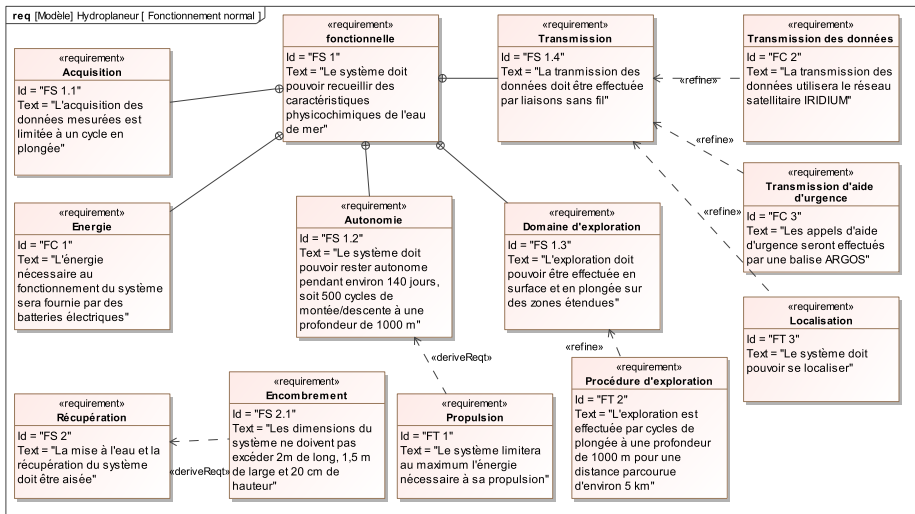 req [Modèle] Hydroplaneur [ Fonctionnement normal ]
«requirement»
Acquisition
Id = "FS 1.1"
Text = "L'acquisition des
données mesurées est
limitée à un cycle en
plongée"
«requirement»
fonctionnelle
Id = "FS 1"
Text = "Le système doit
pouvoir recueillir des
caractéristiques
physicochimiques de l'eau
de mer"
«requirement»
Transmission
Id = "FS 1.4"
Text = "La tranmission des
données doit être effectuée
par liaisons sans fil"
«refine»
«requirement»
Transmission des données
Id = "FC 2"
Text = "La transmission des
données utilisera le réseau
satellitaire IRIDIUM"
«refine»
«requirement»
Transmission d'aide
d'urgence
Id = "FC 3"
Text = "Les appels d'aide
d'urgence seront effectués
par une balise ARGOS"
«refine»
«requirement»
Localisation
Id = "FT 3"
Text = "Le système doit
pouvoir se localiser"
«requirement»
Energie
Id = "FC 1"
Text = "L'énergie
nécessaire au
fonctionnement du système
sera fournie par des
batteries électriques"
«requirement»
Autonomie
Id = "FS 1.2"
Text = "Le système doit
pouvoir rester autonome
pendant environ 140 jours,
soit 500 cycles de
montée/descente à une
profondeur de 1000 m"
«requirement»
Domaine d'exploration
Id = "FS 1.3"
Text = "L'exploration doit
pouvoir être effectuée en
surface et en plongée sur
des zones étendues"
«deriveReqt»
«refine»
«requirement»
Récupération
Id = "FS 2"
Text = "La mise à l'eau et la
récupération du système
doit être aisée"
«deriveReqt»
«requirement»
Encombrement
Id = "FS 2.1"
Text = "Les dimensions du
système ne doivent pas
excéder 2m de long, 1,5 m
de large et 20 cm de
hauteur"
«requirement»
Propulsion
Id = "FT 1"
Text = "Le système limitera
au maximum l'énergie
nécessaire à sa propulsion"
«requirement»
Procédure d'exploration
Id = "FT 2"
Text = "L'exploration est
effectuée par cycles de
plongée à une profondeur
de 1000 m pour une
distance parcourue
d'environ 5 km"